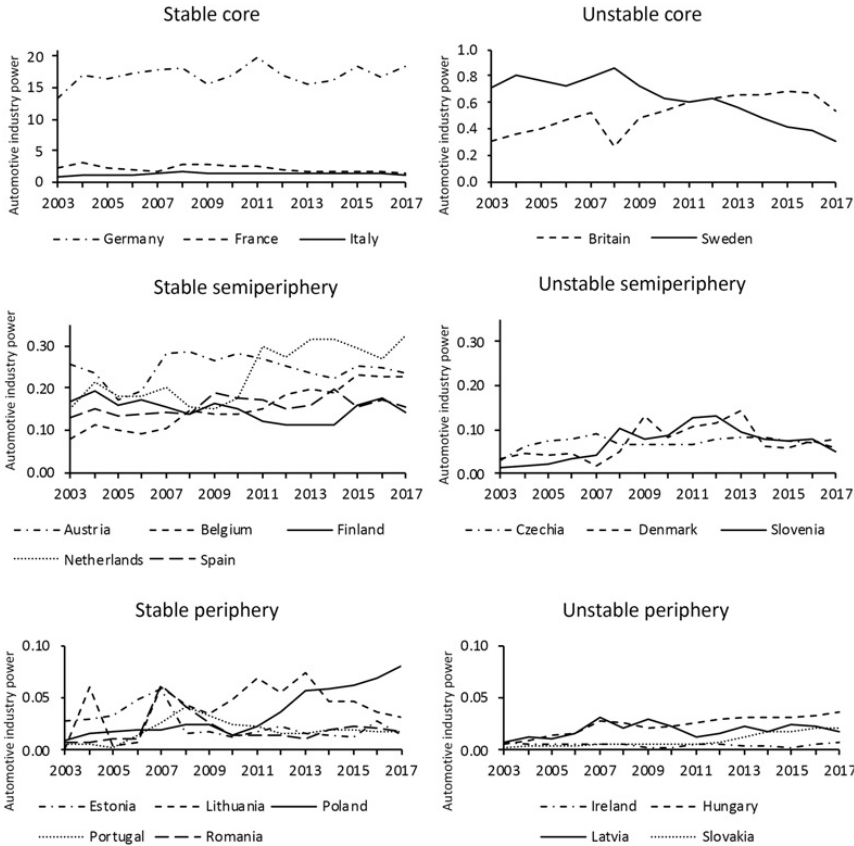 Stable core
Automotive industry power
20
15
10
5
0
2003 2005 2007 2009 2011 2013 2015 2017
Germany France Italy
Unstable core
Automotive industry power
1.0
0.8
0.6
0.4
0.2
0.0
2003 2005 2007 2009 2011 2013 2015 2017
Britain Sweden
Stable semiperiphery
Automotive industry power
0.30
0.20
0.10
0.00
2003 2005 2007 2009 2011 2013 2015 2017
Austria Belgium Finland
Netherlands Spain
Unstable semiperiphery
Automotive industry power
0.30
0.20
0.10
0.00
2003 2005 2007 2009 2011 2013 2015 2017
Czechia Denmark Slovenia
Stable periphery
Automotive industry power
0.10
0.05
0.00
2003 2005 2007 2009 2011 2013 2015 2017
Estonia Lithuania Poland
Portugal Romania
Unstable periphery
Automotive industry power
0.10
0.05
0.00
2003 2005 2007 2009 2011 2013 2015 2017
Ireland Hungary
Latvia Slovakia